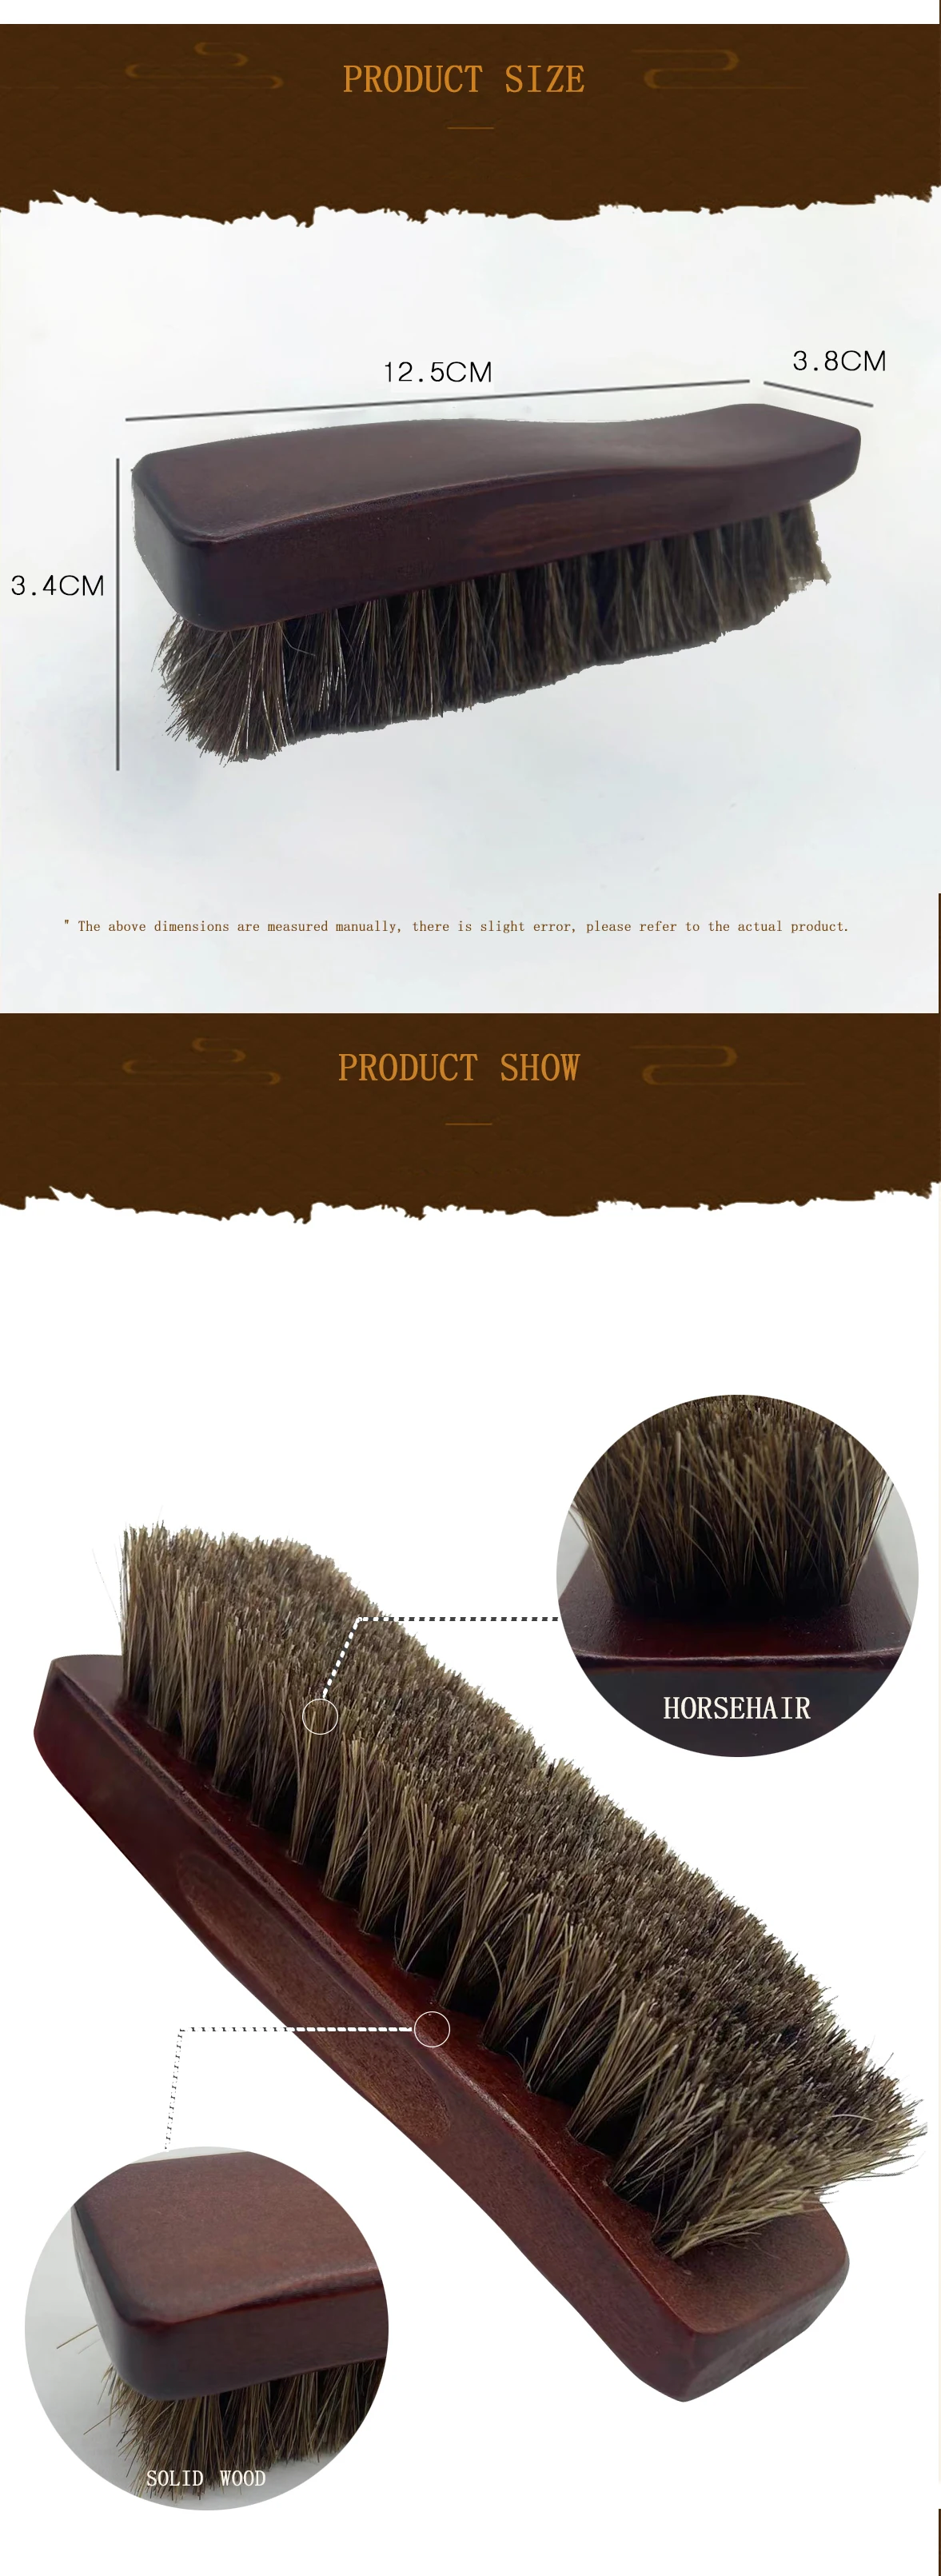 PRODUCT SIZE
12.5CM
3.8CM
3.4CM
" The above dimensions are measured manually, there is slight error, please refer to the actual product.
PRODUCT SHOW
HORSEHAIR
SOLID WOOD